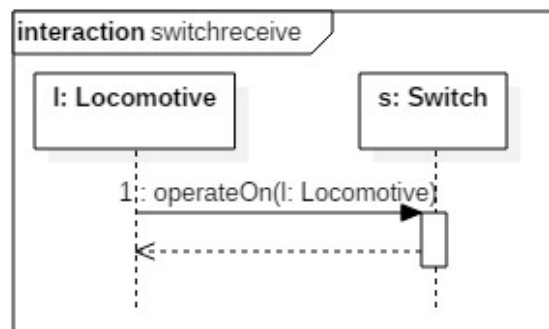 interaction switchreceive
l: Locomotive
s: Switch
1 : operateOn(l: Locomotive)